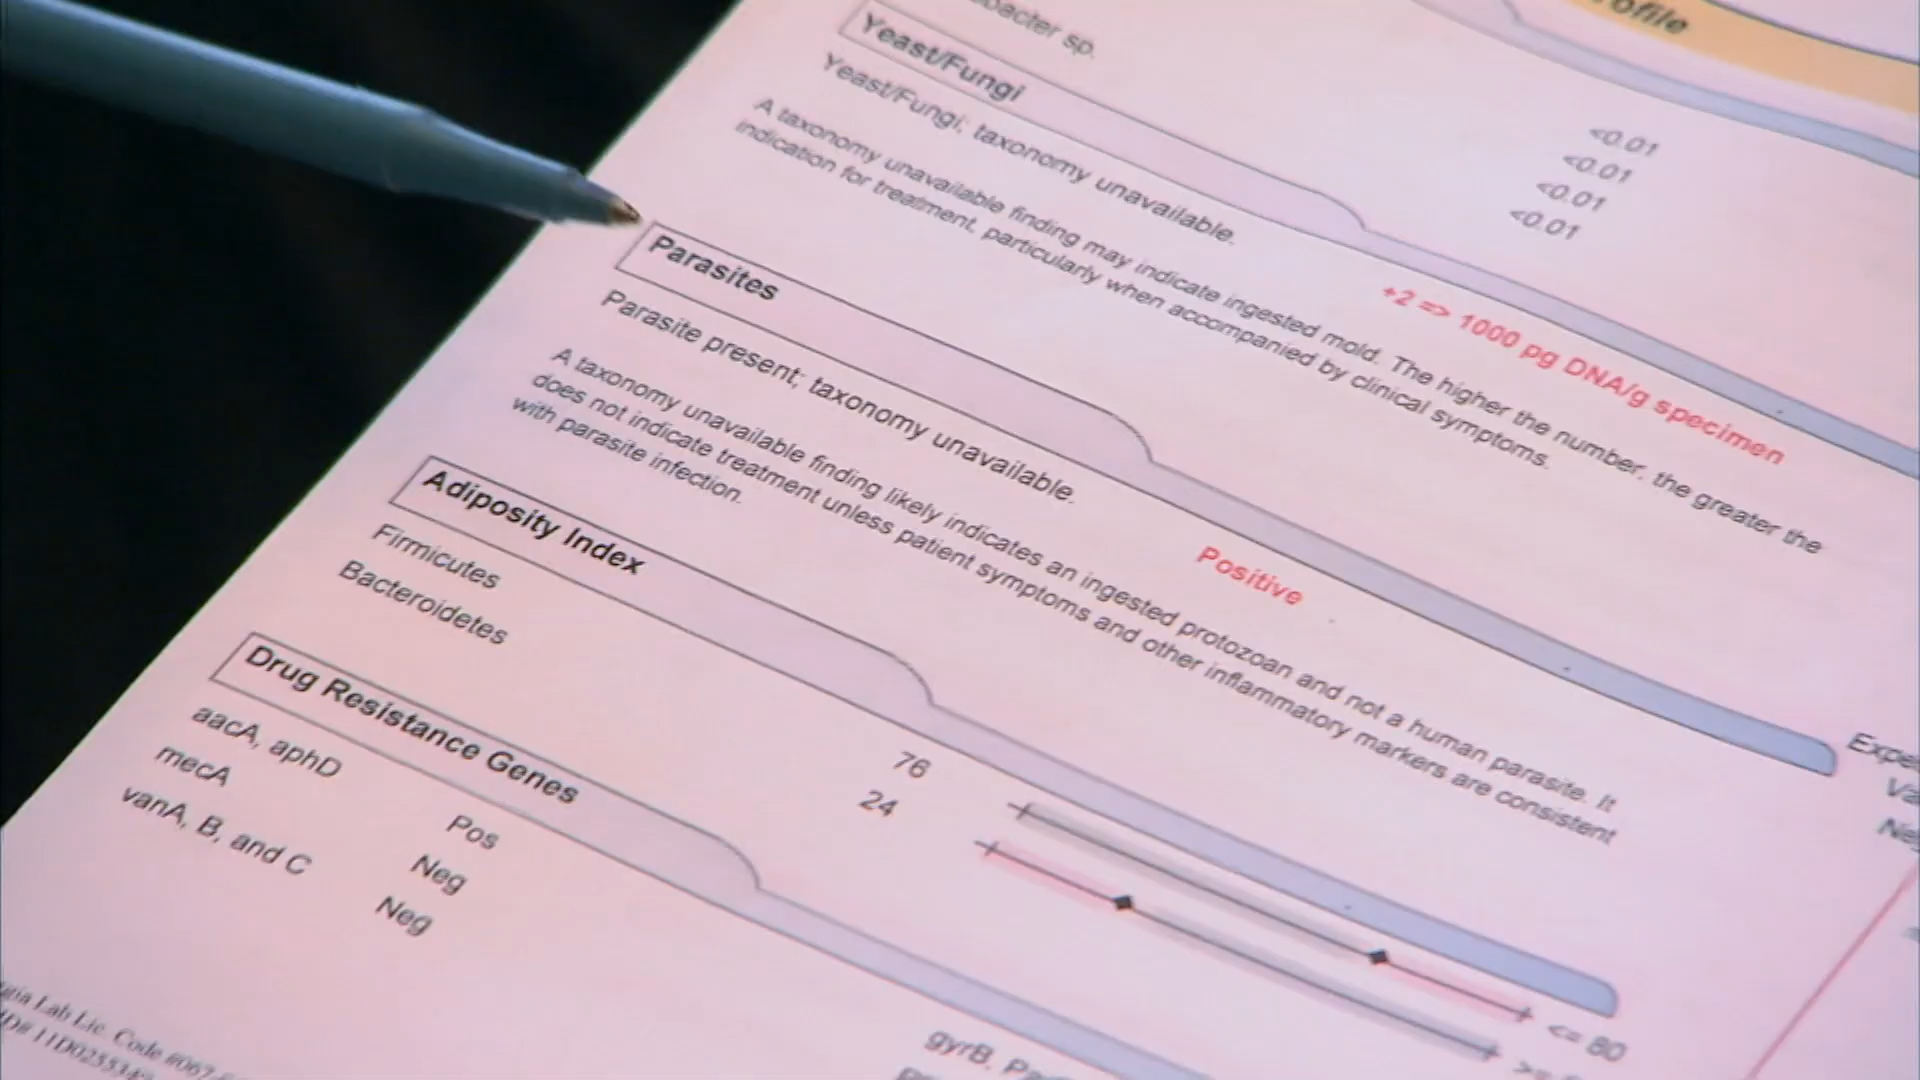 sp.
<0.01
<0.01
<0.01
<0.01
Yeast/Fungi
Yeast/Fungi; taxonomy unavailable.
+2 => 1000 pg DNA/g specimen
A taxonomy unavailable finding may indicate ingested mold. The higher the number, the greater the
indication for treatment, particularly when accompanied by clinical symptoms.
Parasites
Parasite present; taxonomy unavailable.
Positive
A taxonomy unavailable finding likely indicates an ingested protozoan and not a human parasite. It
does not indicate treatment unless patient symptoms and other inflammatory markers are consistent
with parasite infection.
Adiposity Index
Firmicutes 76 <= 80
Bacteroidetes 24
Drug Resistance Genes
aacA, aphD Pos gyrB,
mecA Neg
vanA, B, and C Neg
Lab Lic. Code